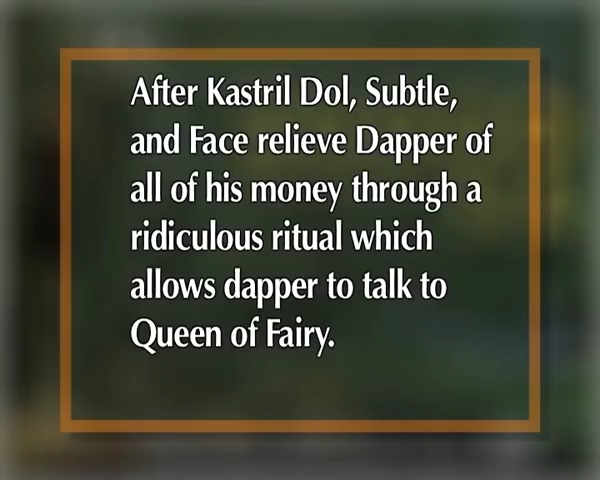 After Kastril Dol, Subtle,
and Face relieve Dapper of
all of his money through a
ridiculous ritual which
allows dapper to talk to
Queen of Fairy.